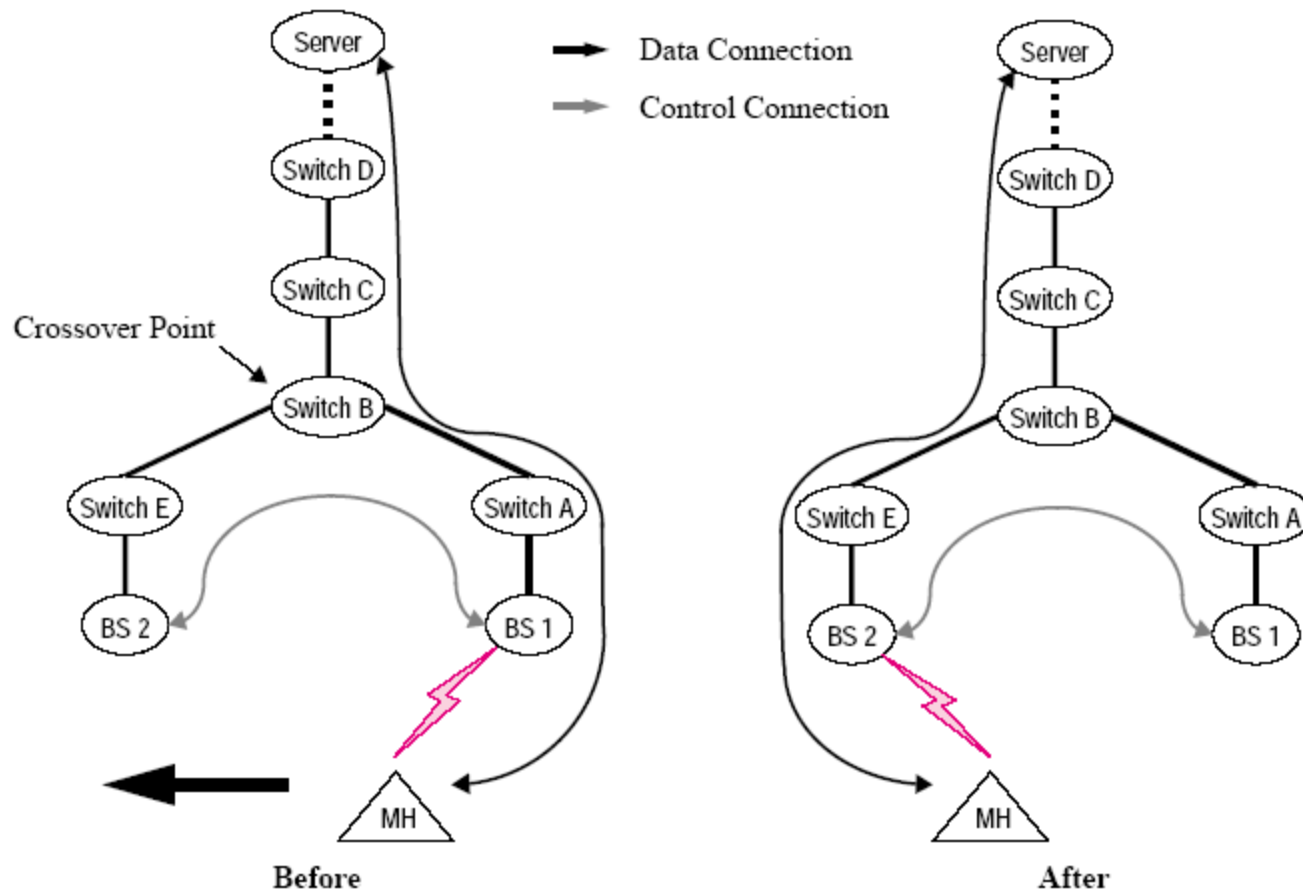 Server
Switch D
Switch C
Crossover Point
Switch B
Switch E
Switch A
BS 2
BS 1
MH
Before
Data Connection
Control Connection
Server
Switch D
Switch C
Switch B
Switch E
Switch A
BS 2
BS 1
MH
After